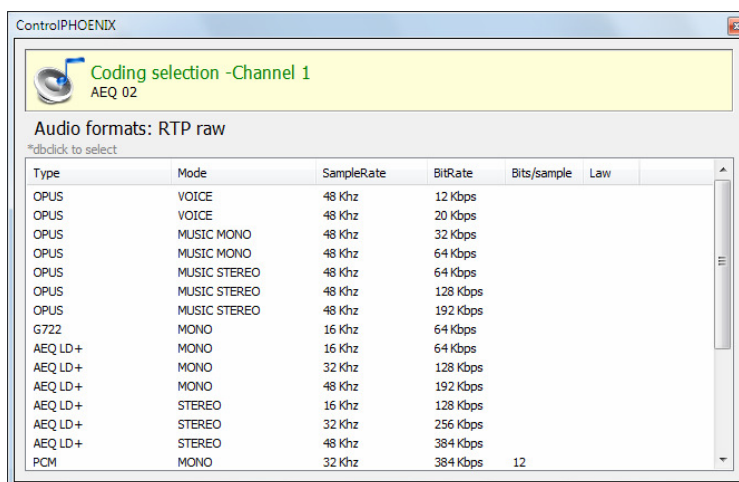 ControlPHOENIX
Coding selection -Channel 1
AEQ 02
Audio formats: RTP raw
*dbclick to select
Type Mode SampleRate BitRate Bits/sample Law
OPUS VOICE 48 Khz 12 Kbps
OPUS VOICE 48 Khz 20 Kbps
OPUS MUSIC MONO 48 Khz 32 Kbps
OPUS MUSIC MONO 48 Khz 64 Kbps
OPUS MUSIC STEREO 48 Khz 64 Kbps
OPUS MUSIC STEREO 48 Khz 128 Kbps
OPUS MUSIC STEREO 48 Khz 192 Kbps
G722 MONO 16 Khz 64 Kbps
AEQ LD+ MONO 16 Khz 64 Kbps
AEQ LD+ MONO 32 Khz 128 Kbps
AEQ LD+ MONO 48 Khz 192 Kbps
AEQ LD+ STEREO 16 Khz 128 Kbps
AEQ LD+ STEREO 32 Khz 256 Kbps
AEQ LD+ STEREO 48 Khz 384 Kbps
PCM MONO 32 Khz 384 Kbps 12